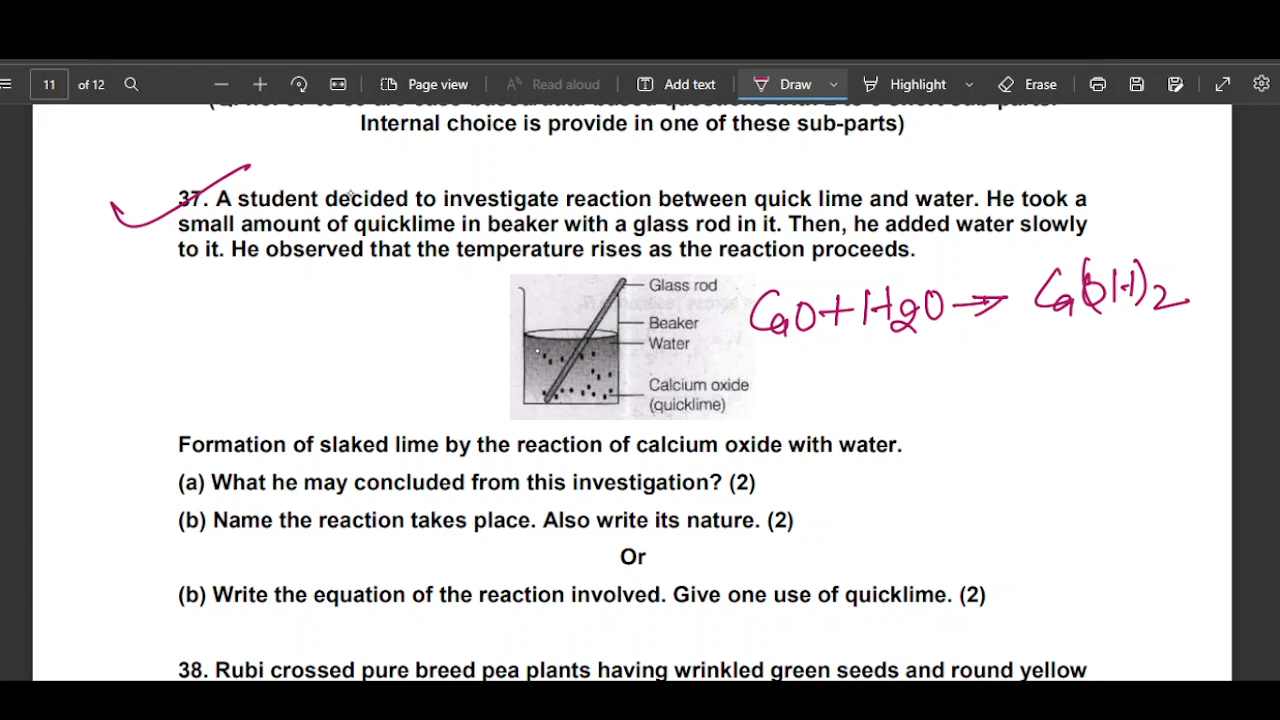 11 of 12 Page view Read aloud Add text Draw Highlight Erase
Internal choice is provide in one of these sub-parts)
37. A student decided to investigate reaction between quick lime and water. He took a
small amount of quicklime in beaker with a glass rod in it. Then, he added water slowly
to it. He observed that the temperature rises as the reaction proceeds.
Glass rod
Beaker
Water
Calcium oxide
(quicklime)
CaO + H2O → Ca(OH)2
Formation of slaked lime by the reaction of calcium oxide with water.
(a) What he may concluded from this investigation? (2)
(b) Name the reaction takes place. Also write its nature. (2)
Or
(b) Write the equation of the reaction involved. Give one use of quicklime. (2)
38. Rubi crossed pure breed pea plants having wrinkled green seeds and round yellow